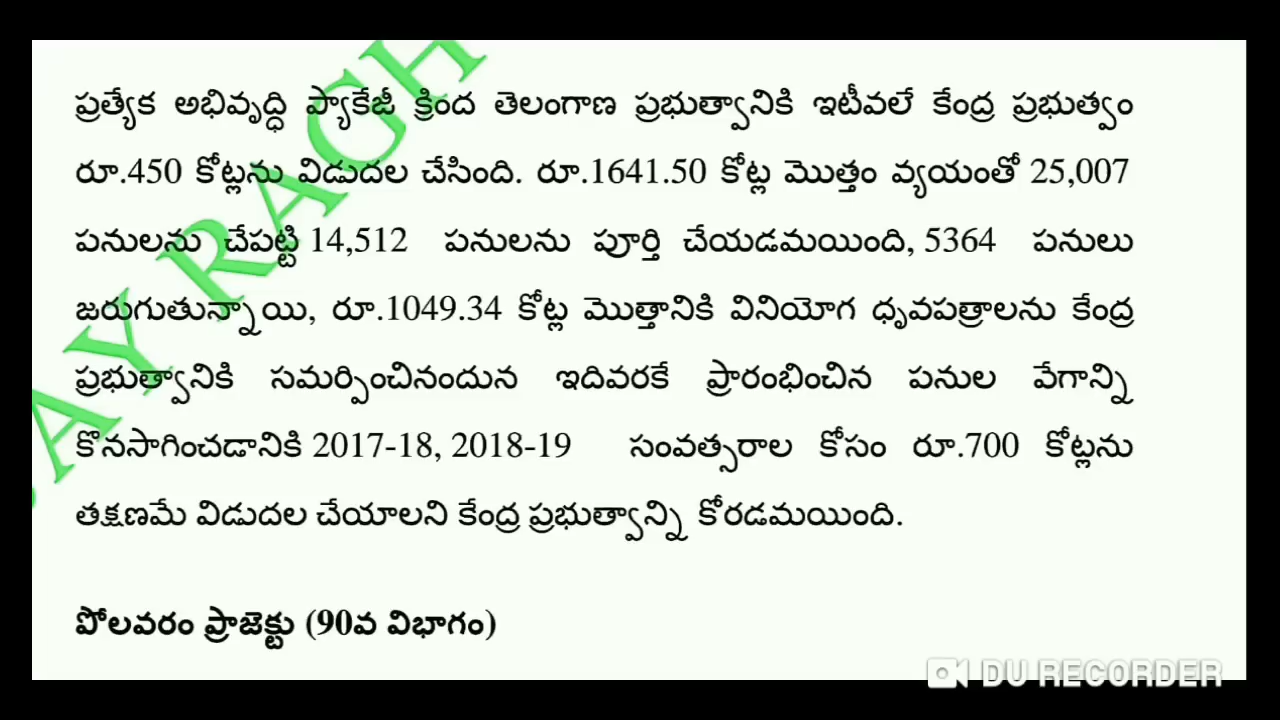 ప్రత్యేక అభివృద్ధి ప్యాకేజీ క్రింద తెలంగాణ ప్రభుత్వానికి ఇటీవలే కేంద్ర ప్రభుత్వం
రూ.450 కోట్లను విడుదల చేసింది. రూ.1641.50 కోట్ల మొత్తం వ్యయంతో 25,007
పనులను చేపట్టి 14,512 పనులను పూర్తి చేయడమయింది, 5364 పనులు
జరుగుతున్నాయి, రూ.1049.34 కోట్ల మొత్తానికి వినియోగ ధృవపత్రాలను కేంద్ర
ప్రభుత్వానికి సమర్పించినందున ఇదివరకే ప్రారంభించిన పనుల వేగాన్ని
కొనసాగించడానికి 2017-18, 2018-19 సంవత్సరాల కోసం రూ.700 కోట్లను
తక్షణమే విడుదల చేయాలని కేంద్ర ప్రభుత్వాన్ని కోరడమయింది.
పోలవరం ప్రాజెక్టు (90వ విభాగం)
DU RECORDER